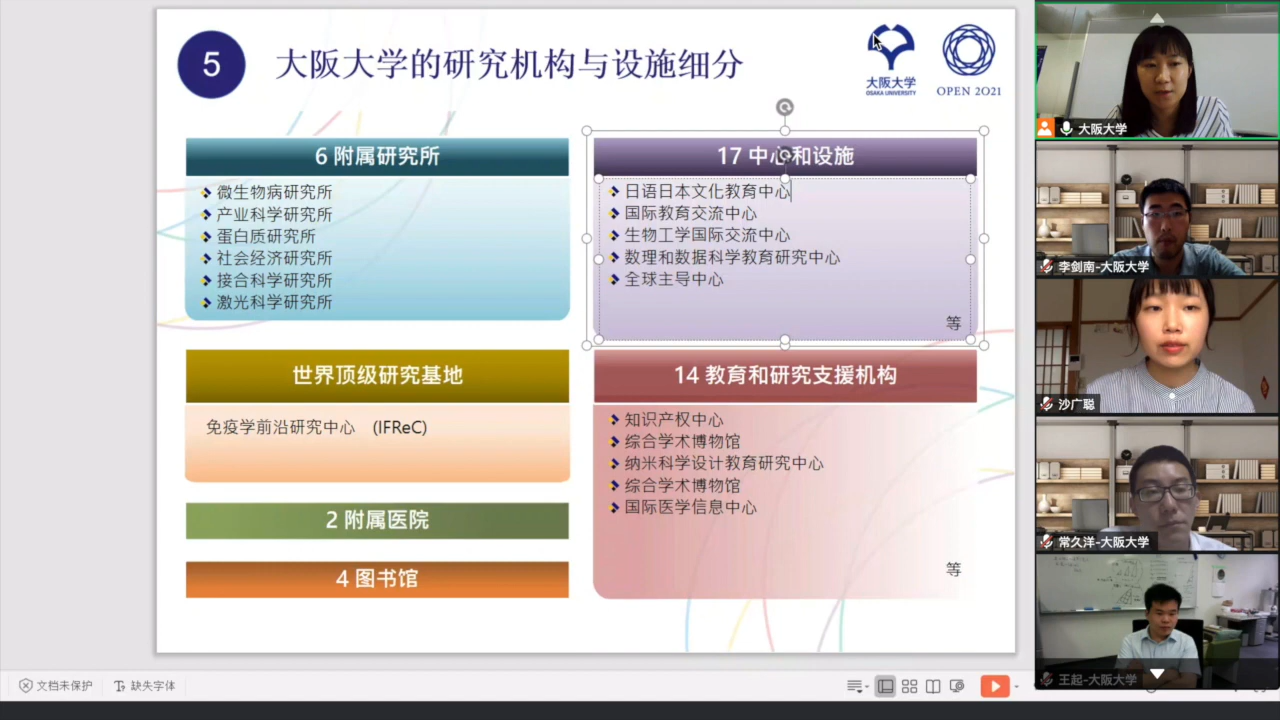 5
大阪大学的研究机构与设施细分
大阪大学
OSAKA UNIVERSITY
OPEN 2021
6 附属研究所
微生物病研究所
产业科学研究所
蛋白质研究所
社会经济研究所
接合科学研究所
激光科学研究所
17 中心和设施
日语日本文化教育中心
国际教育交流中心
生物工学国际交流中心
数理和数据科学教育研究中心
全球主导中心
等
世界顶级研究基地
免疫学前沿研究中心 (IFReC)
14 教育和研究支援机构
知识产权中心
综合学术博物馆
纳米科学设计教育研究中心
综合学术博物馆
国际医学信息中心
等
2 附属医院
4 图书馆
文档未保护
缺失字体
大阪大学
李剑南-大阪大学
沙广聪
常久洋-大阪大学
王起-大阪大学